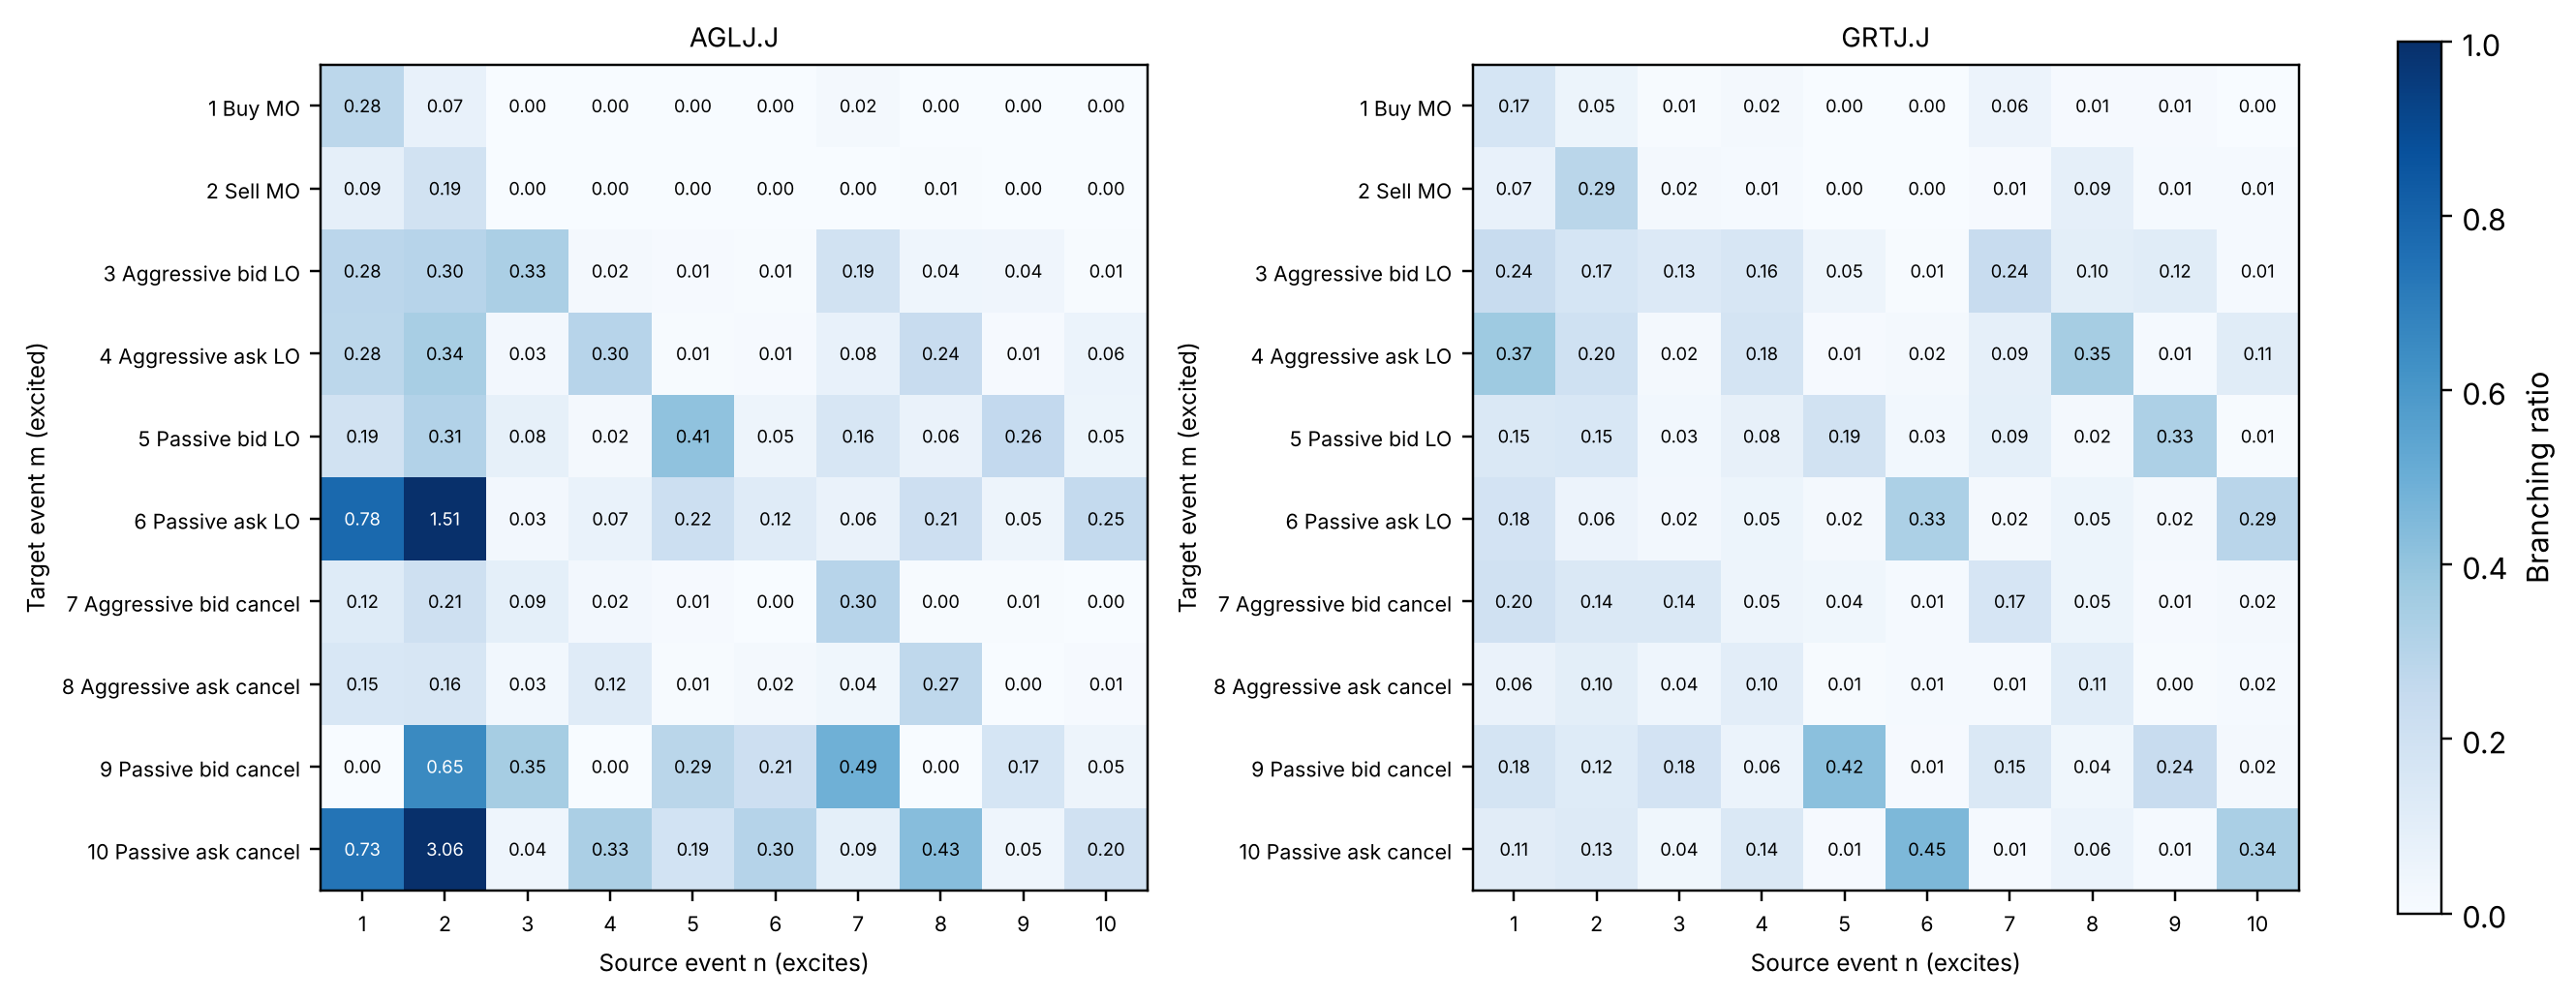 AGLJ.J
Target event m (excited)
1 Buy MO 0.28 0.07 0.00 0.00 0.00 0.00 0.02 0.00 0.00 0.00
2 Sell MO 0.09 0.19 0.00 0.00 0.00 0.00 0.00 0.01 0.00 0.00
3 Aggressive bid LO 0.28 0.30 0.33 0.02 0.01 0.01 0.19 0.04 0.04 0.01
4 Aggressive ask LO 0.28 0.34 0.03 0.30 0.01 0.01 0.08 0.24 0.01 0.06
5 Passive bid LO 0.19 0.31 0.08 0.02 0.41 0.05 0.16 0.06 0.26 0.05
6 Passive ask LO 0.78 1.51 0.03 0.07 0.22 0.12 0.06 0.21 0.05 0.25
7 Aggressive bid cancel 0.12 0.21 0.09 0.02 0.01 0.00 0.30 0.00 0.01 0.00
8 Aggressive ask cancel 0.15 0.16 0.03 0.12 0.01 0.02 0.04 0.27 0.00 0.01
9 Passive bid cancel 0.00 0.65 0.35 0.00 0.29 0.21 0.49 0.00 0.17 0.05
10 Passive ask cancel 0.73 3.06 0.04 0.33 0.19 0.30 0.09 0.43 0.05 0.20
1 2 3 4 5 6 7 8 9 10
Source event n (excites)
GRTJ.J
Target event m (excited)
1 Buy MO 0.17 0.05 0.01 0.02 0.00 0.00 0.06 0.01 0.01 0.00
2 Sell MO 0.07 0.29 0.02 0.01 0.00 0.00 0.01 0.09 0.01 0.01
3 Aggressive bid LO 0.24 0.17 0.13 0.16 0.05 0.01 0.24 0.10 0.12 0.01
4 Aggressive ask LO 0.37 0.20 0.02 0.18 0.01 0.02 0.09 0.35 0.01 0.11
5 Passive bid LO 0.15 0.15 0.03 0.08 0.19 0.03 0.09 0.02 0.33 0.01
6 Passive ask LO 0.18 0.06 0.02 0.05 0.02 0.33 0.02 0.05 0.02 0.29
7 Aggressive bid cancel 0.20 0.14 0.14 0.05 0.04 0.01 0.17 0.05 0.01 0.02
8 Aggressive ask cancel 0.06 0.10 0.04 0.10 0.01 0.01 0.01 0.11 0.00 0.02
9 Passive bid cancel 0.18 0.12 0.18 0.06 0.42 0.01 0.15 0.04 0.24 0.02
10 Passive ask cancel 0.11 0.13 0.04 0.14 0.01 0.45 0.01 0.06 0.01 0.34
1 2 3 4 5 6 7 8 9 10
Source event n (excites)
1.0
0.8
0.6
0.4
0.2
0.0
Branching ratio